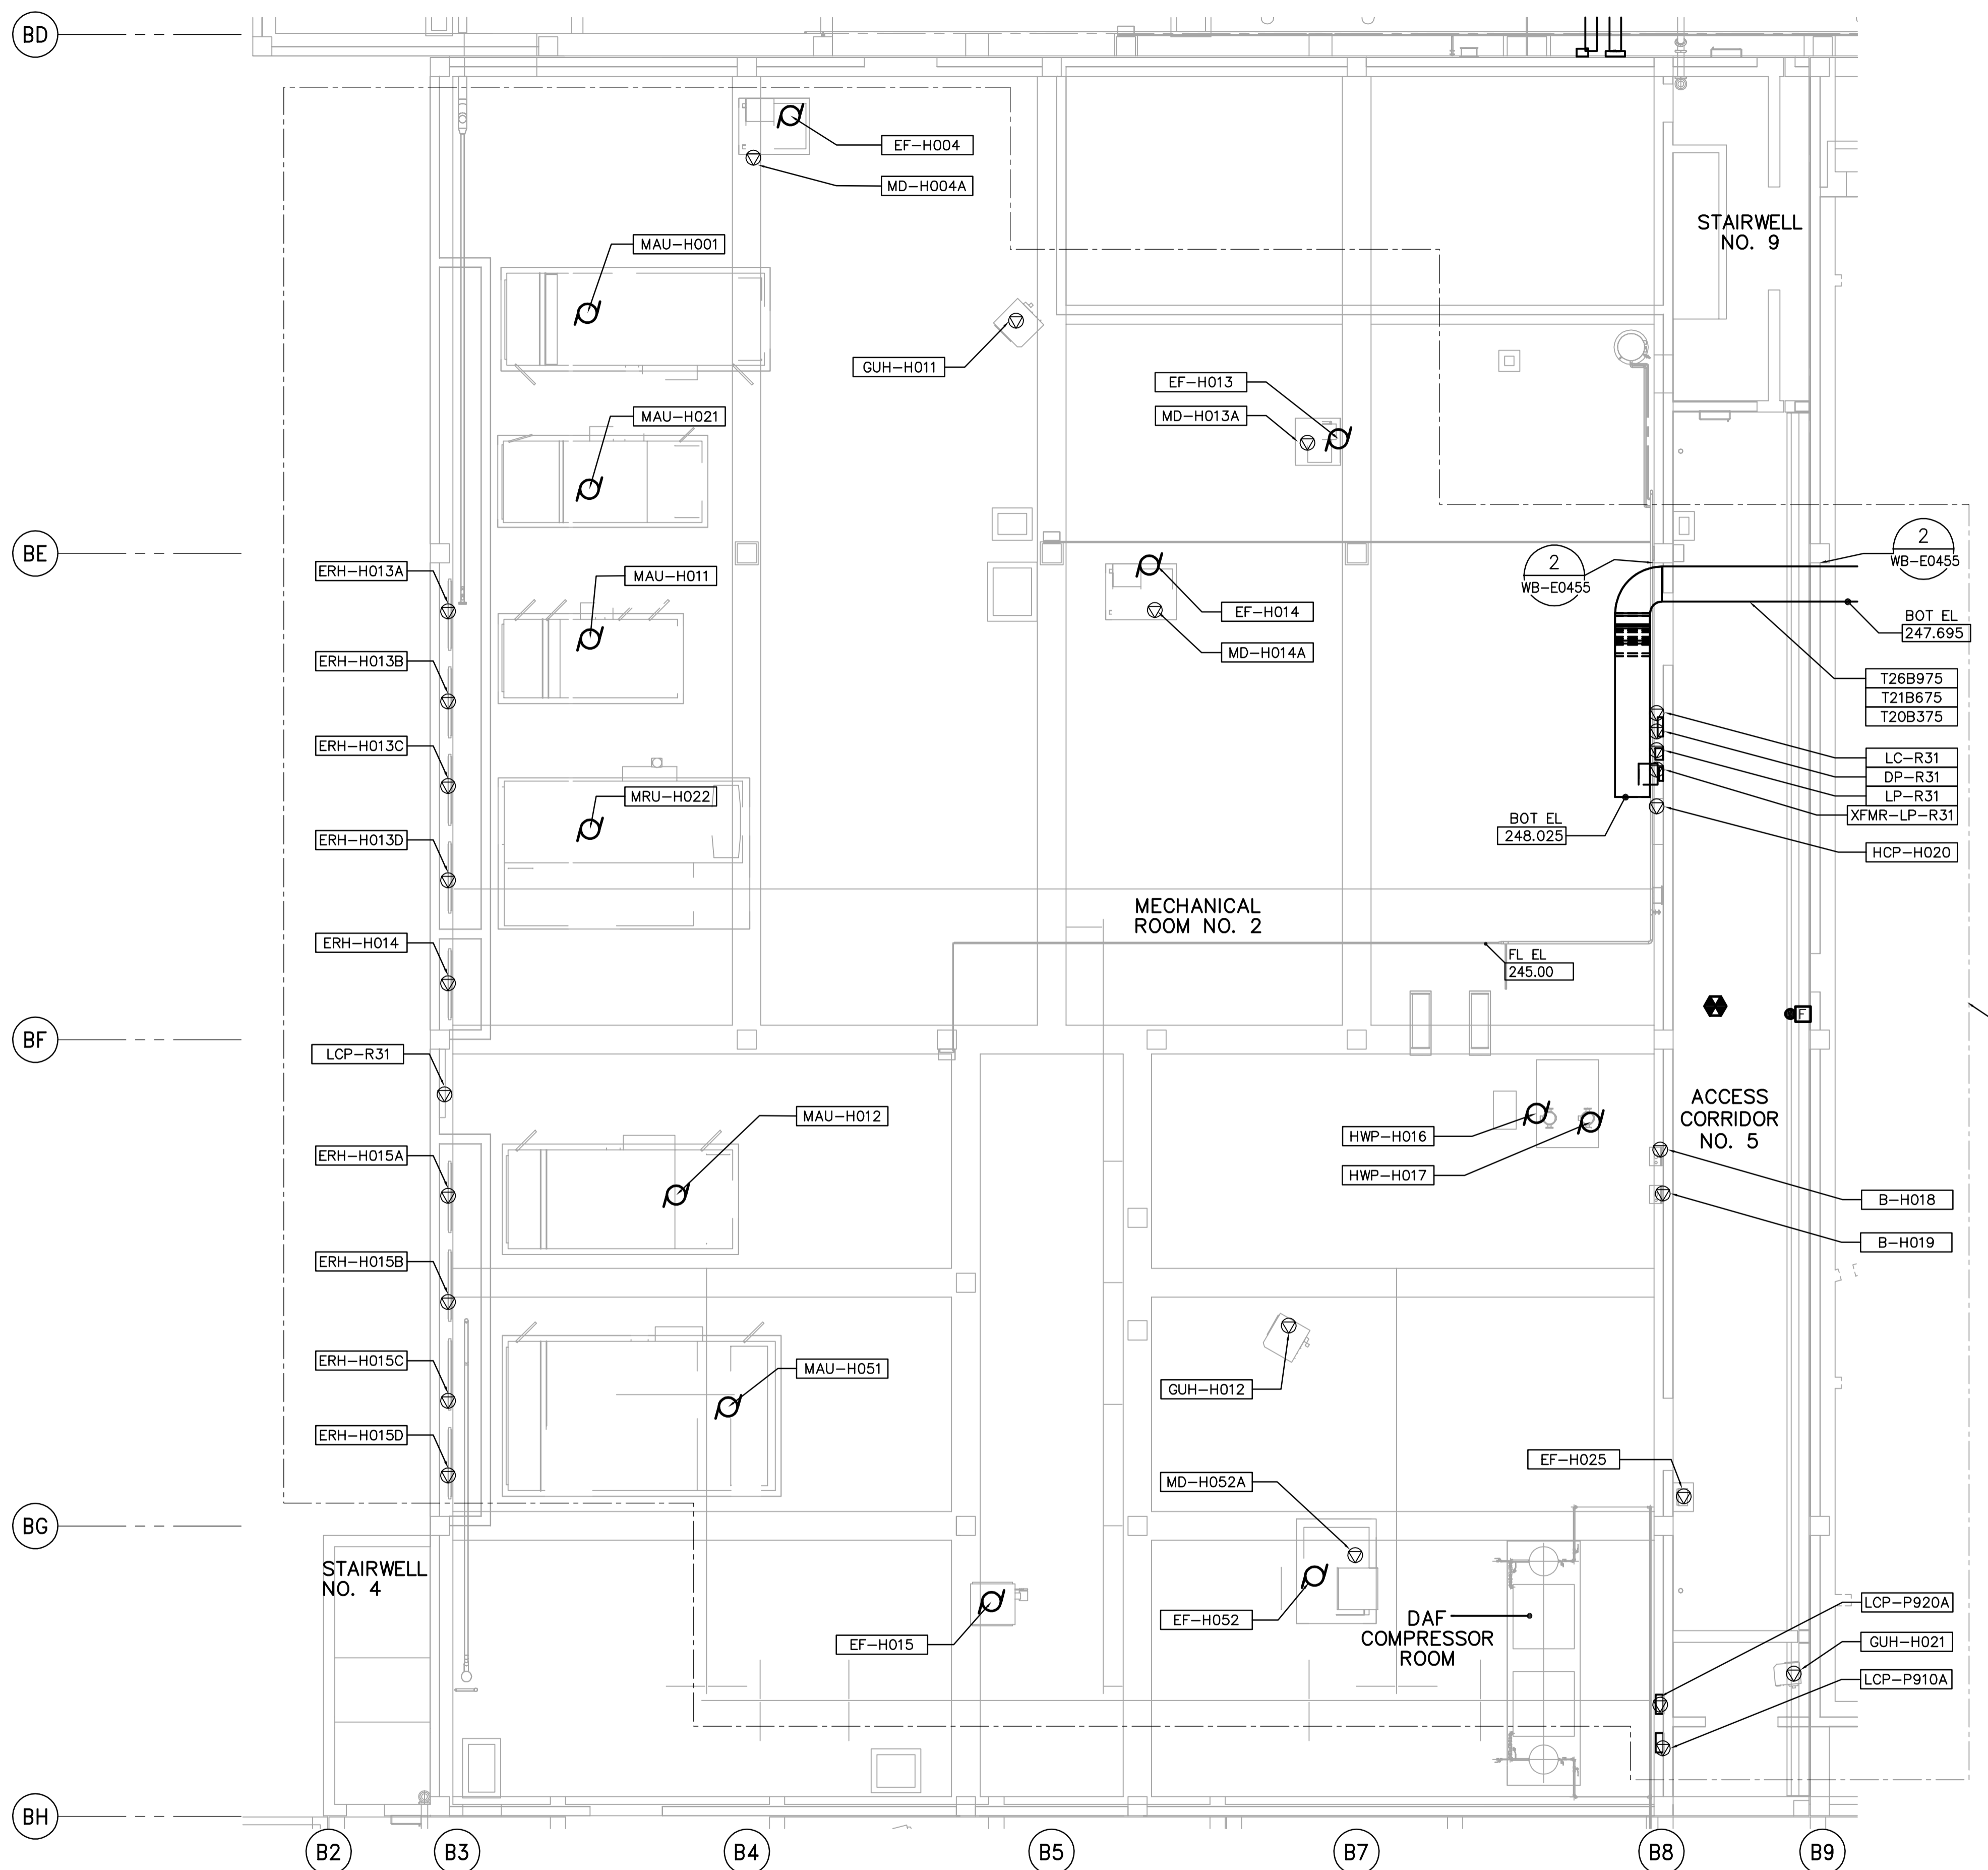 BD
EF-H004
MD-H004A
STAIRWELL
NO. 9
MAU-H001
GUH-H011
EF-H013
MAU-H021
MD-H013A
BE
2
WB-E0455
2
WB-E0455
ERH-H013A
MAU-H011
EF-H014
BOT EL
247.695
MD-H014A
ERH-H013B
T26B975
T21B675
T20B375
ERH-H013C
LC-R31
DP-R31
LP-R31
XFMR-LP-R31
MRU-H022
BOT EL
248.025
ERH-H013D
HCP-H020
MECHANICAL
ROOM NO. 2
ERH-H014
FL EL
245.00
F
BF
LCP-R31
MAU-H012
HWP-H016
ACCESS
CORRIDOR
NO. 5
ERH-H015A
HWP-H017
B-H018
B-H019
ERH-H015B
ERH-H015C
MAU-H051
GUH-H012
ERH-H015D
EF-H025
MD-H052A
BG
STAIRWELL
NO. 4
LCP-P920A
EF-H052
DAF
COMPRESSOR
ROOM
EF-H015
GUH-H021
LCP-P910A
BH
B2
B3
B4
B5
B7
B8
B9